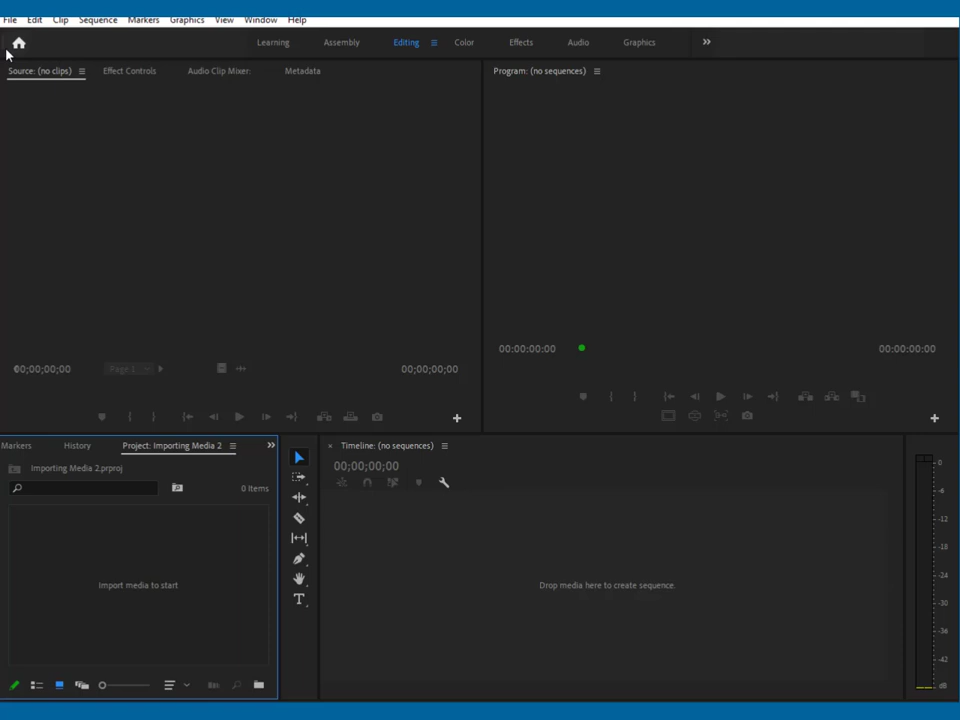 File Edit Clip Sequence Markers Graphics View Window Help
Learning Assembly Editing Color Effects Audio Graphics
Source: (no clips) Effect Controls Audio Clip Mixer: Metadata
Program: (no sequences)
00;00;00;00 Page 1 00;00;00;00
00:00:00:00 00:00:00:00
Markers History Project: Importing Media 2
Importing Media 2.prproj
0 Items
Import media to start
Timeline: (no sequences)
00;00;00;00
Drop media here to create sequence.
0
-6
-12
-18
-24
-30
-36
-42
dB